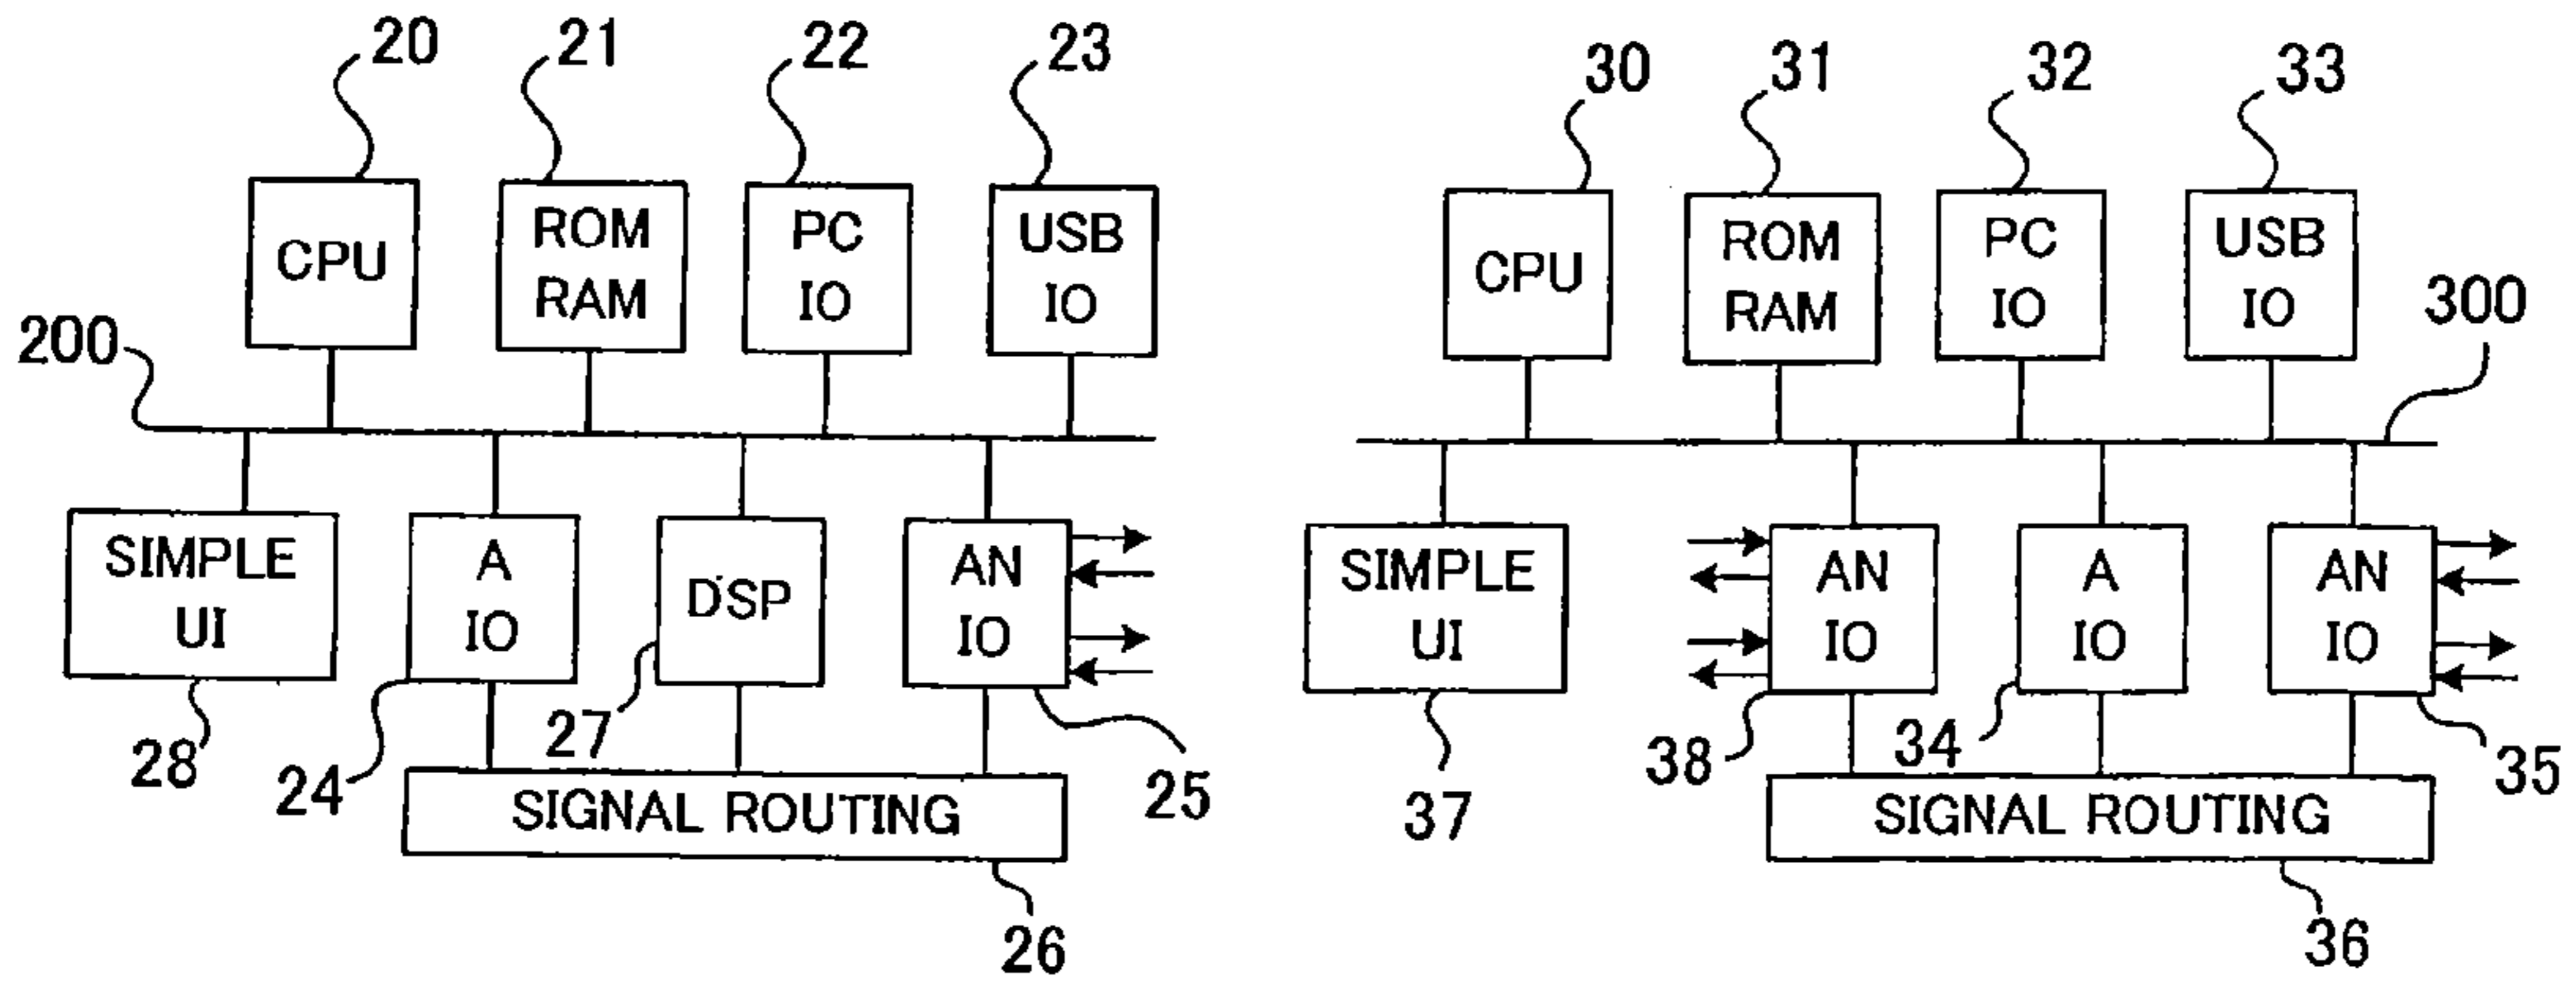 20 21 22 23
CPU
ROM
RAM
PC
IO
USB
IO
200
SIMPLE
UI
A
IO
DSP
AN
IO
28
24
27
25
SIGNAL ROUTING
26
30 31 32 33
CPU
ROM
RAM
PC
IO
USB
IO
300
SIMPLE
UI
AN
IO
A
IO
AN
IO
37
38
34
35
SIGNAL ROUTING
36